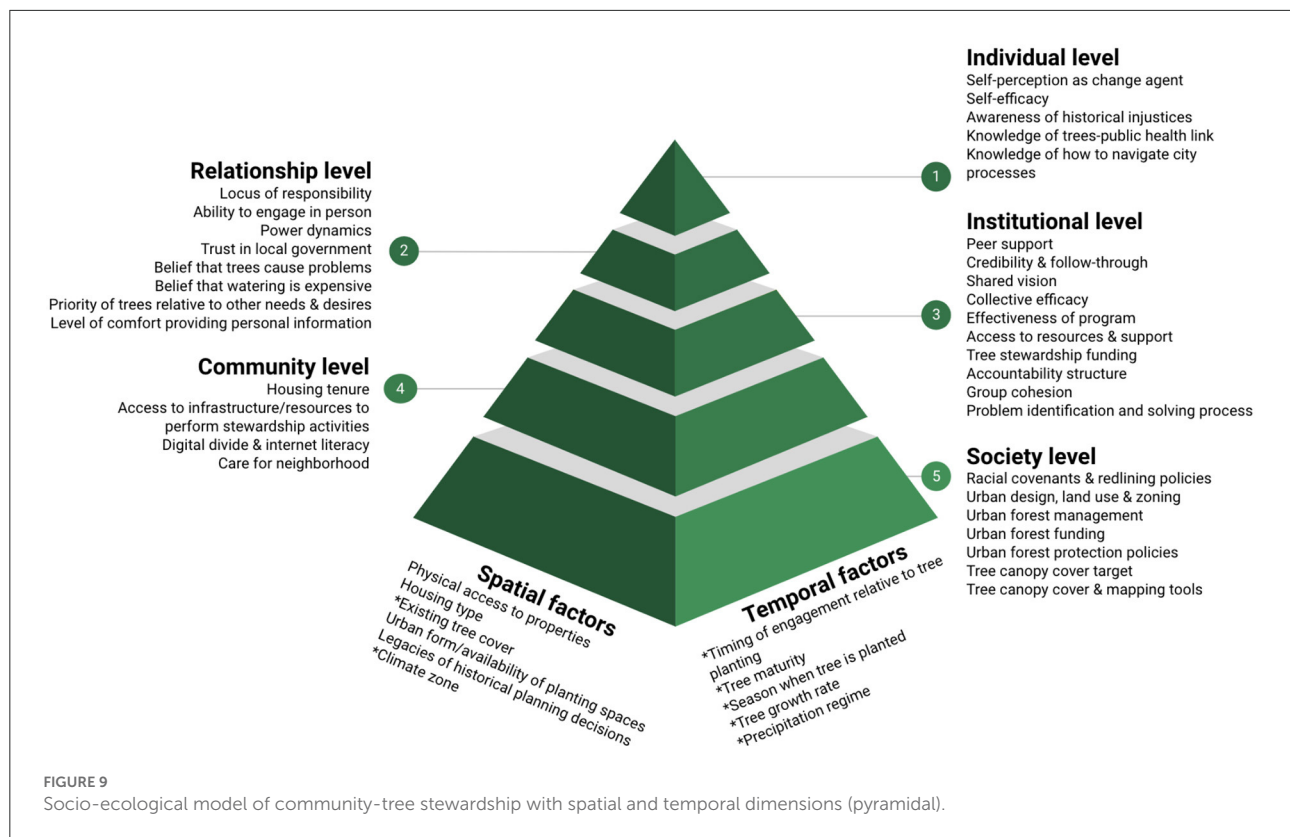 Individual level
Self-perception as change agent
Self-efficacy
Awareness of historical injustices
Knowledge of trees-public health link
Knowledge of how to navigate city
processes
1
Relationship level
Locus of responsibility
Ability to engage in person
Power dynamics
Trust in local government
Belief that trees cause problems
Belief that watering is expensive
Priority of trees relative to other needs & desires
Level of comfort providing personal information
2
Institutional level
Peer support
Credibility & follow-through
Shared vision
Collective efficacy
Effectiveness of program
Access to resources & support
Tree stewardship funding
Accountability structure
Group cohesion
Problem identification and solving process
3
Community level
Housing tenure
Access to infrastructure/resources to
perform stewardship activities
Digital divide & internet literacy
Care for neighborhood
4
Society level
Racial covenants & redlining policies
Urban design, land use & zoning
Urban forest management
Urban forest funding
Urban forest protection policies
Tree canopy cover target
Tree canopy cover & mapping tools
5
Spatial factors
Physical access to properties
Housing type
*Existing tree cover
Urban form/availability of planting spaces
Legacies of historical planning decisions
*Climate zone
Temporal factors
*Timing of engagement relative to tree
planting
*Tree maturity
*Season when tree is planted
*Tree growth rate
*Precipitation regime
FIGURE 9
Socio-ecological model of community-tree stewardship with spatial and temporal dimensions (pyramidal).